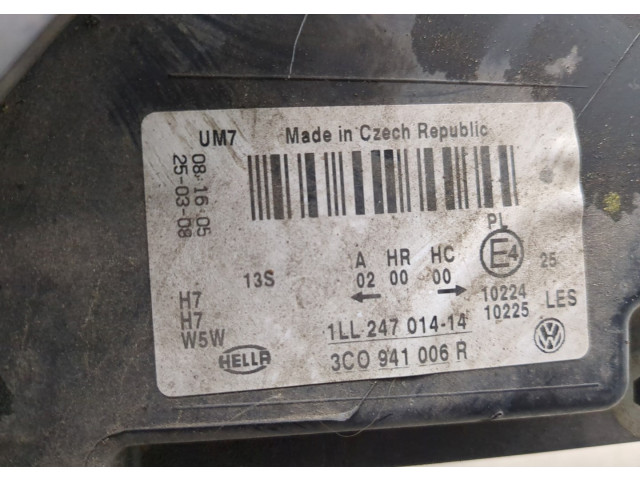 UM7 Made in Czech Republic
08:16:05
25-03-08
PL
A HR HC E4 25
02 00 00
13S
10224 LES
10225
H7
H7
W5W
1LL 247 014-14
HELLA 3C0 941 006 R
VW